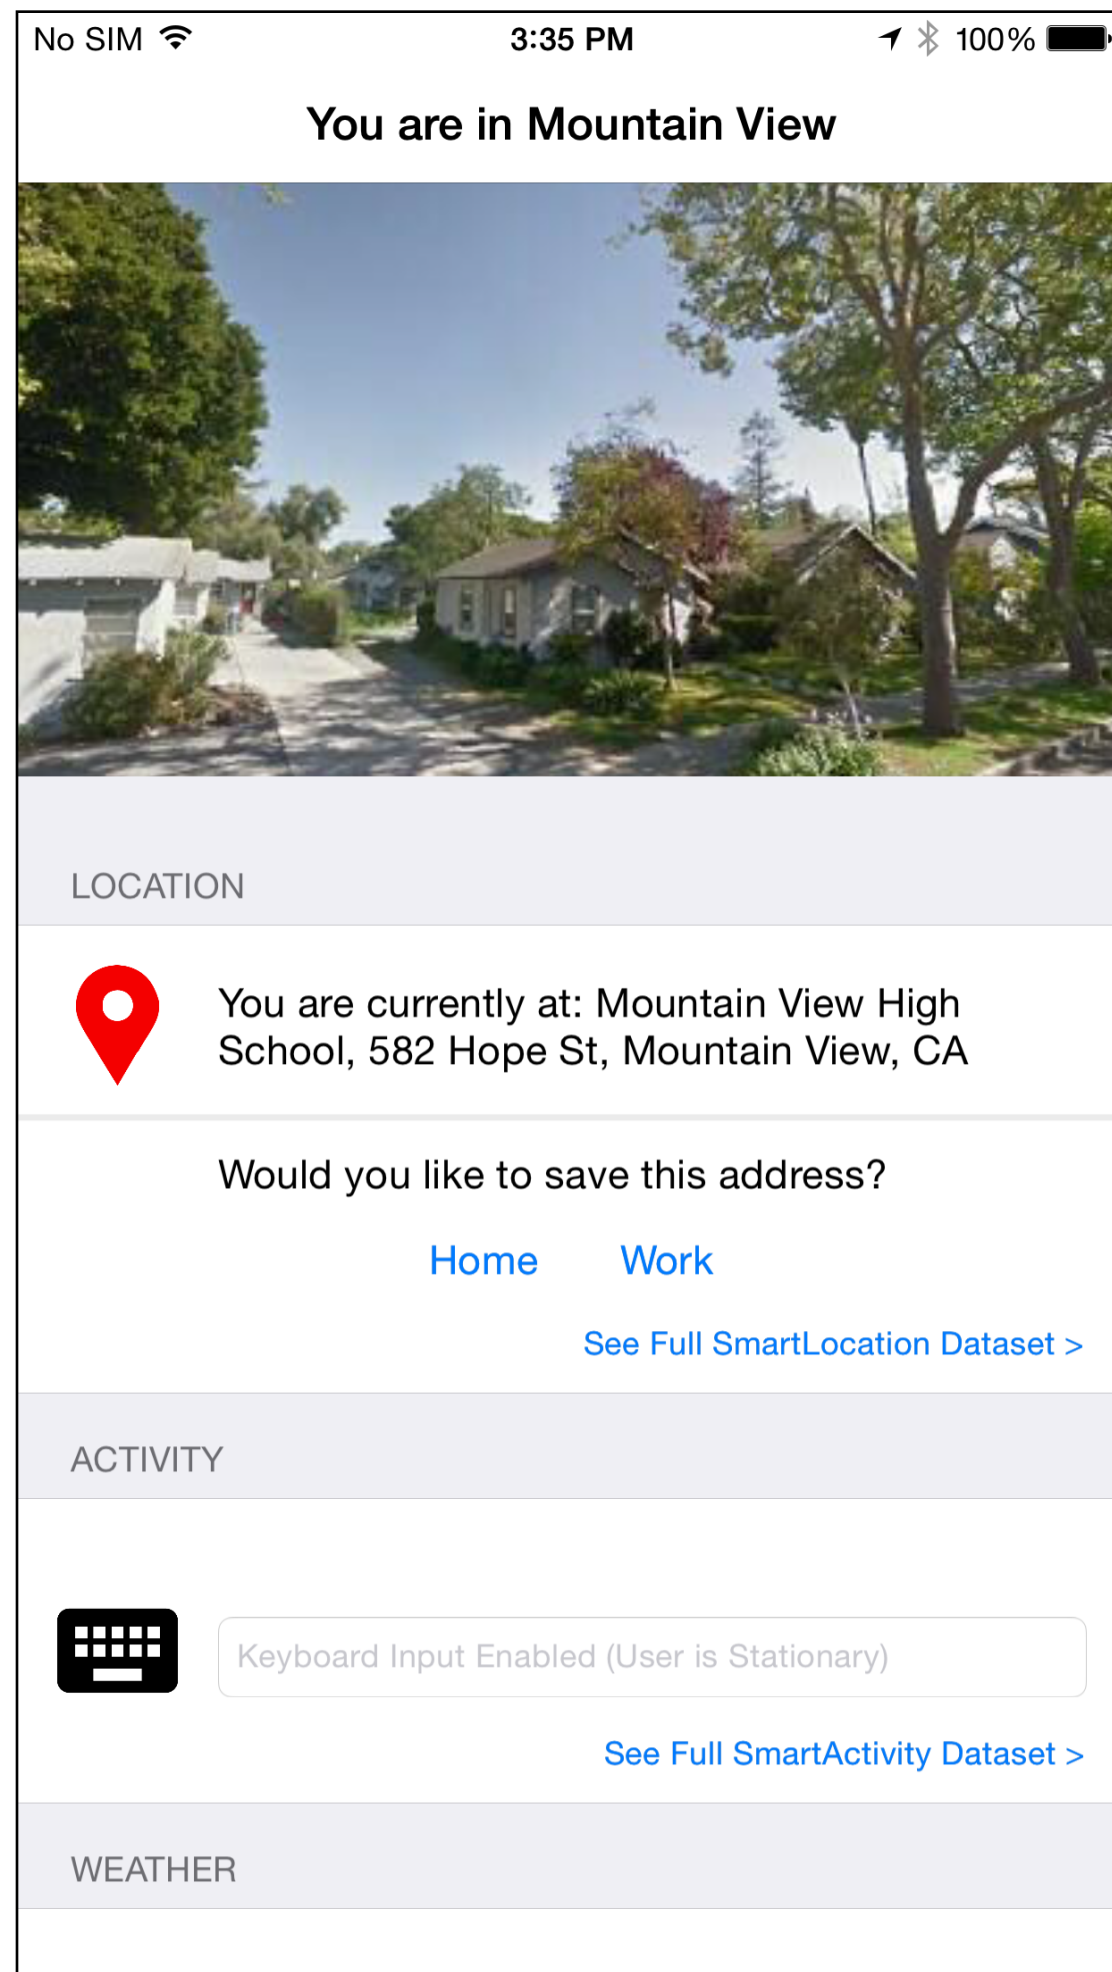 No SIM 3:35 PM 100%
You are in Mountain View
LOCATION
You are currently at: Mountain View High
School, 582 Hope St, Mountain View, CA
Would you like to save this address?
Home Work
See Full SmartLocation Dataset >
ACTIVITY
Keyboard Input Enabled (User is Stationary)
See Full SmartActivity Dataset >
WEATHER